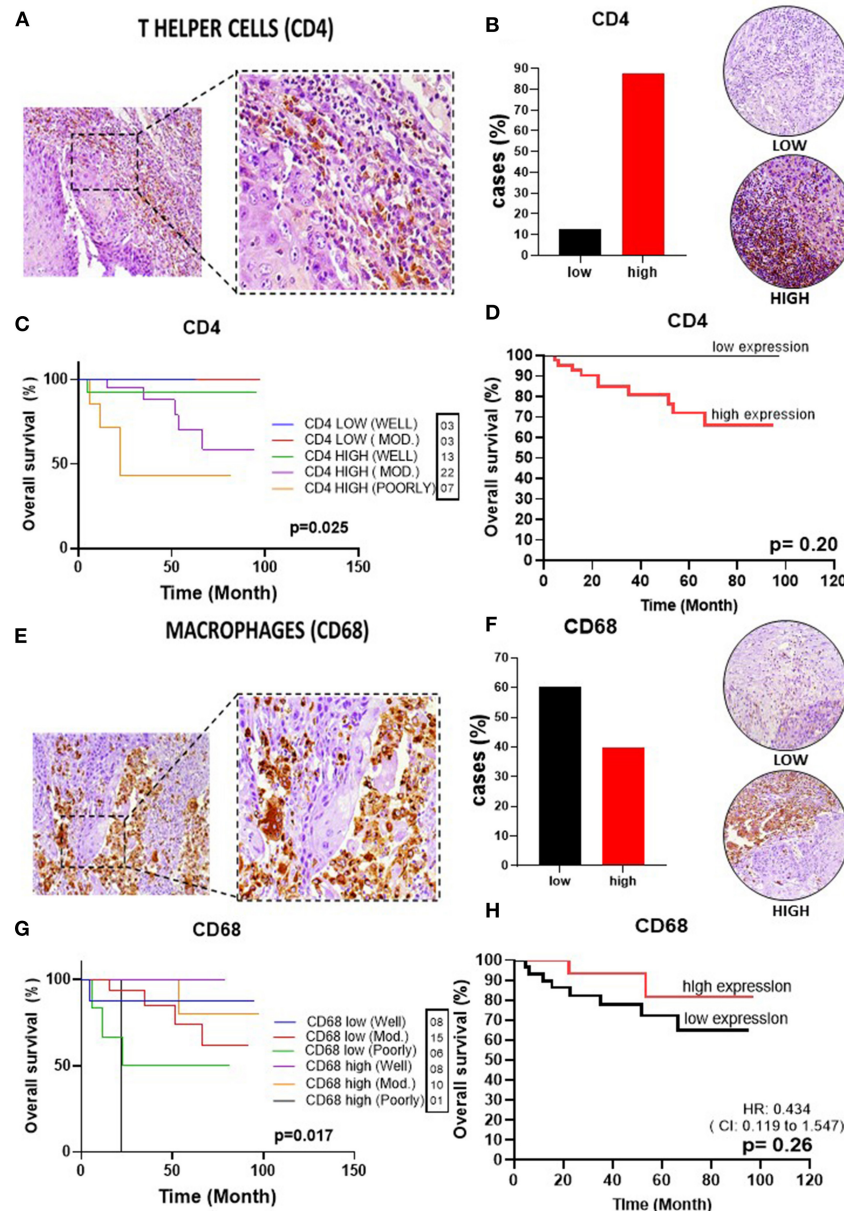 A
T HELPER CELLS (CD4)
B
CD4
cases (%)
90
80
70
60
50
40
30
20
10
0
low
high
LOW
HIGH
C
CD4
Overall survival (%)
100
50
0
0
50
100
150
Time (Month)
CD4 LOW (WELL) 03
CD4 LOW ( MOD.) 03
CD4 HIGH (WELL) 13
CD4 HIGH ( MOD.) 22
CD4 HIGH (POORLY) 07
p=0.025
D
CD4
Overall survival (%)
100
90
80
70
60
50
40
30
20
10
0
0
20
40
60
80
100
120
Time (Month)
low expression
high expression
p= 0.20
E
MACROPHAGES (CD68)
F
CD68
cases (%)
70
60
50
40
30
20
10
0
low
high
LOW
HIGH
G
CD68
Overall survival (%)
100
50
0
0
50
100
150
Time (Month)
CD68 low (Well) 08
CD68 low (Mod.) 15
CD68 low (Poorly) 06
CD68 high (Well) 08
CD68 high (Mod.) 10
CD68 high (Poorly) 01
p=0.017
H
CD68
Overall survival (%)
100
90
80
70
60
50
40
30
20
10
0
0
20
40
60
80
100
120
Time (Month)
high expression
low expression
HR: 0.434
( CI: 0.119 to 1.547)
p= 0.26